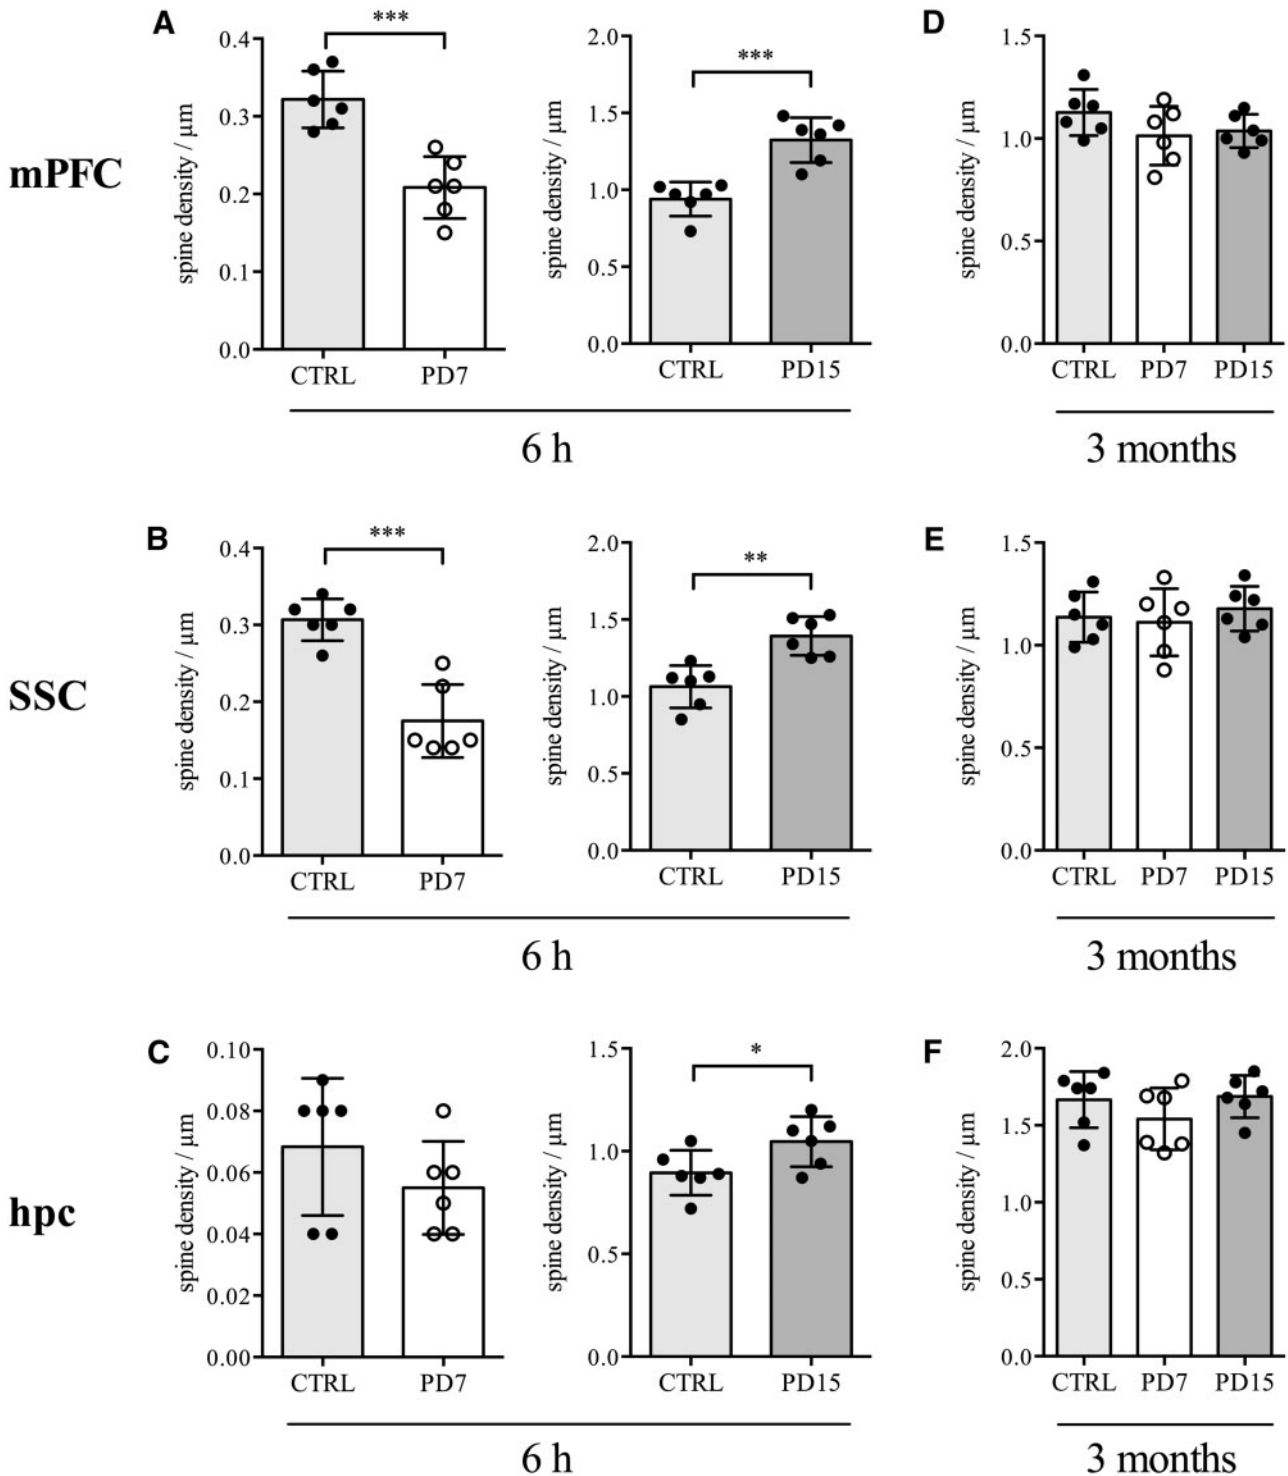 A
***
0.4
0.3
0.2
0.1
0.0
spine density / µm
CTRL
PD7
***
2.0
1.5
1.0
0.5
0.0
spine density / µm
CTRL
PD15
6 h
D
1.5
1.0
0.5
0.0
spine density / µm
CTRL
PD7
PD15
3 months
mPFC
B
***
0.4
0.3
0.2
0.1
0.0
spine density / µm
CTRL
PD7
**
2.0
1.5
1.0
0.5
0.0
spine density / µm
CTRL
PD15
6 h
E
1.5
1.0
0.5
0.0
spine density / µm
CTRL
PD7
PD15
3 months
SSC
C
0.10
0.08
0.06
0.04
0.02
0.00
spine density / µm
CTRL
PD7
*
1.5
1.0
0.5
0.0
spine density / µm
CTRL
PD15
6 h
F
2.0
1.5
1.0
0.5
0.0
spine density / µm
CTRL
PD7
PD15
3 months
hpc